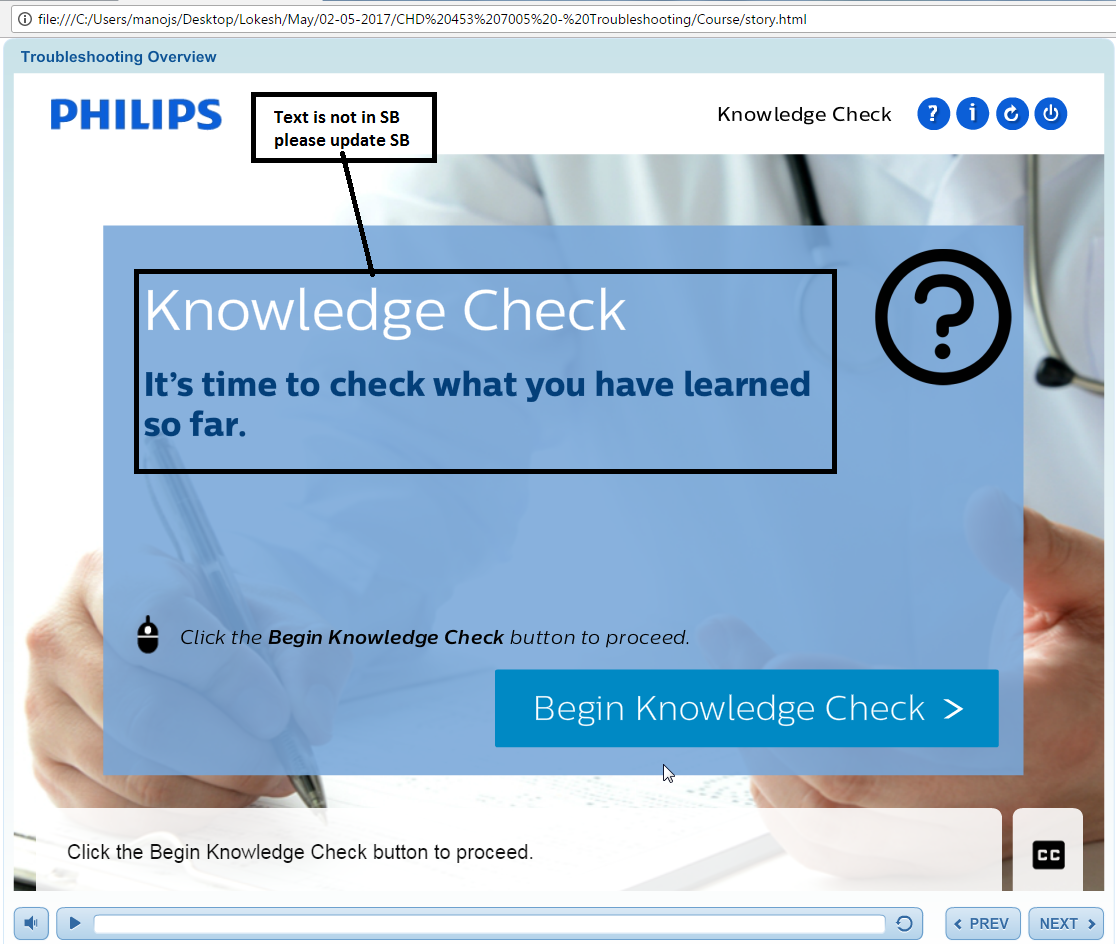 file:///C:/Users/manojs/Desktop/Lokesh/May/02-05-2017/CHD%20453%207005%20-%20Troubleshooting/Course/story.html
Troubleshooting Overview
PHILIPS
Text is not in SB
please update SB
Knowledge Check
?
i
Knowledge Check
It's time to check what you have learned
so far.
?
Click the Begin Knowledge Check button to proceed.
Begin Knowledge Check >
Click the Begin Knowledge Check button to proceed.
CC
< PREV
NEXT >